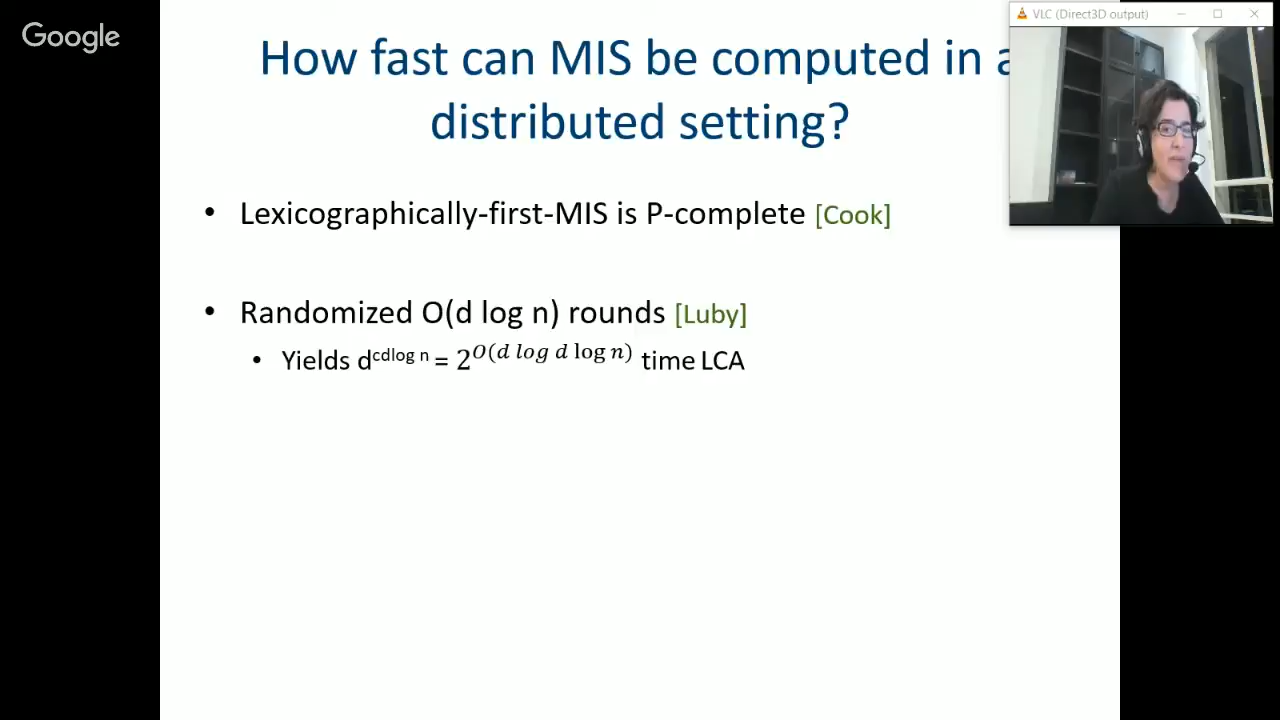 Google
VLC (Direct3D output)
How fast can MIS be computed in a
distributed setting?
• Lexicographically-first-MIS is P-complete [Cook]
• Randomized O(d log n) rounds [Luby]
• Yields d^{cdlog n} = 2^{O(d log d log n)} time LCA